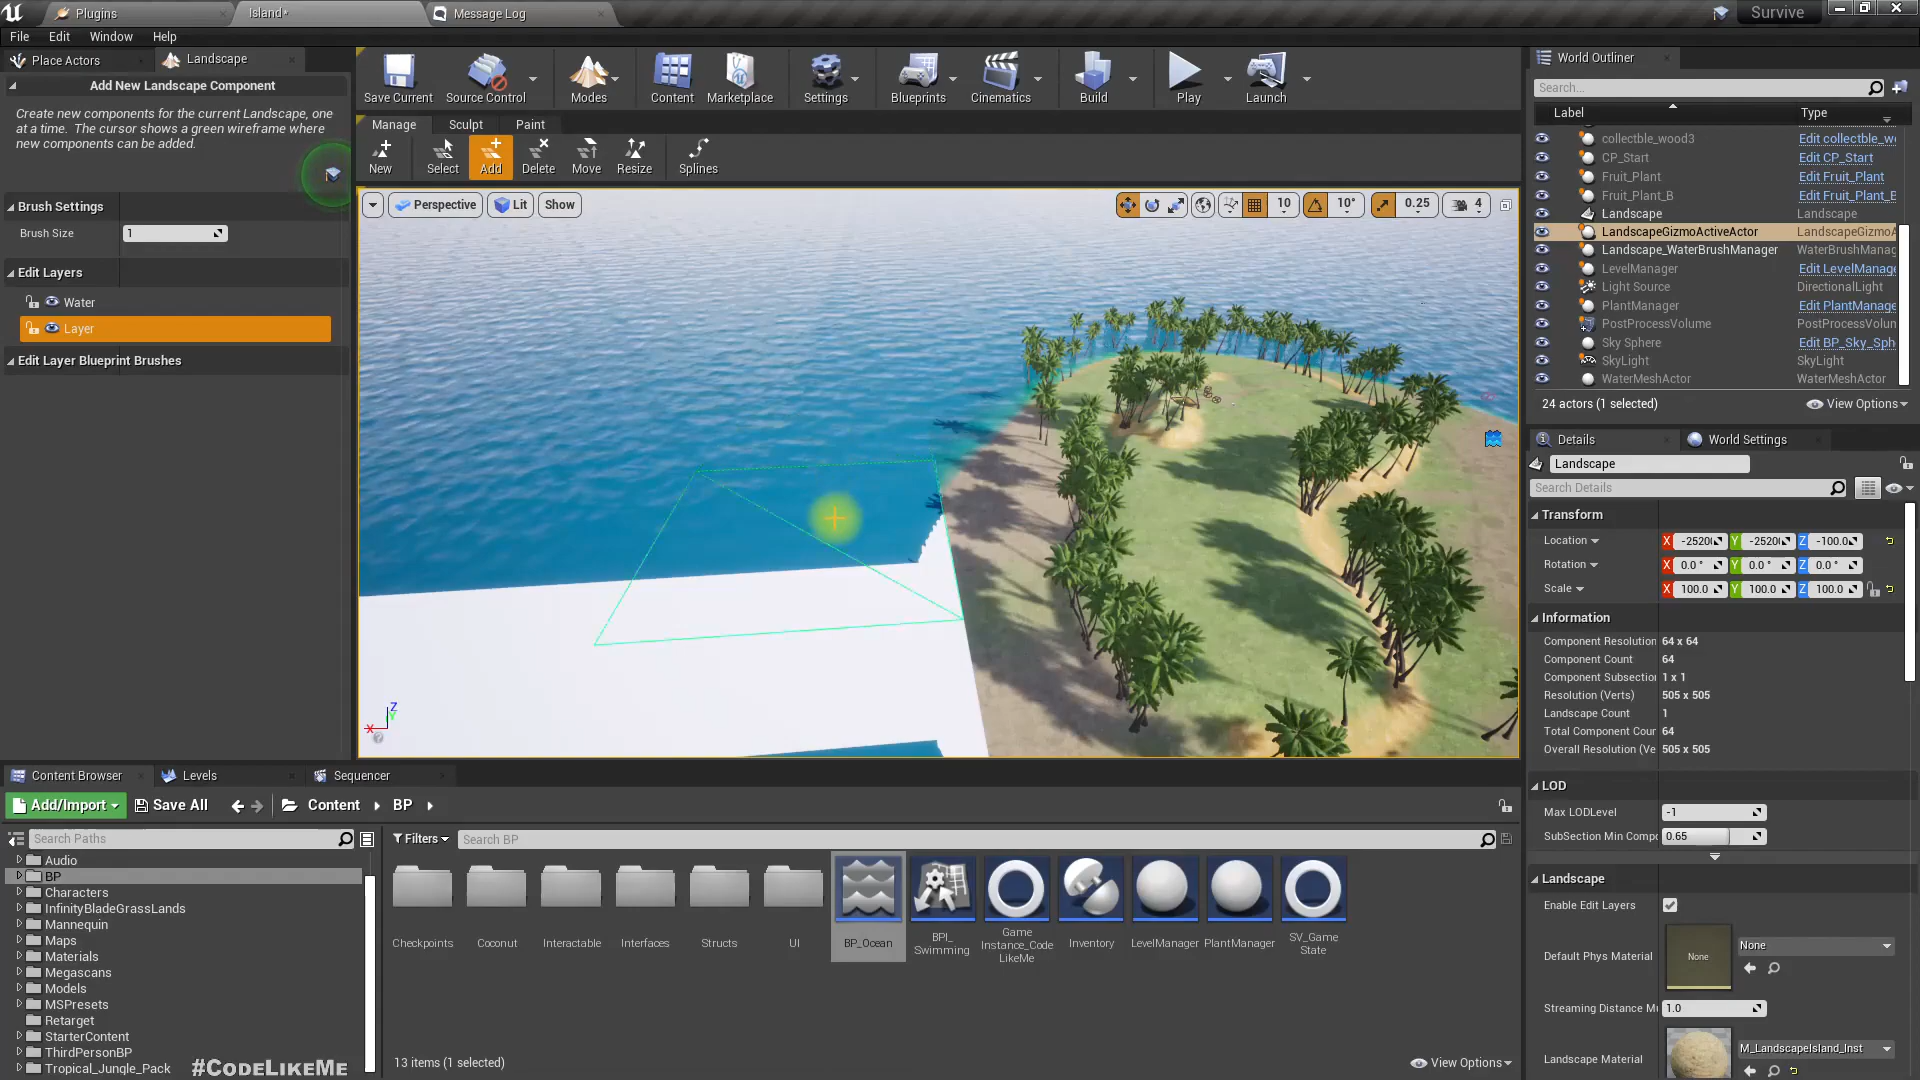 Plugins
Island*
Message Log
Survive
File Edit Window Help
Place Actors
Landscape
Add New Landscape Component
Create new components for the current Landscape, one
at a time. The cursor shows a green wireframe where
new components can be added.
Brush Settings
Brush Size 1
Edit Layers
Water
Layer
Edit Layer Blueprint Brushes
Save Current
Source Control
Modes
Content
Marketplace
Settings
Blueprints
Cinematics
Build
Play
Launch
Manage Sculpt Paint
New Select Add Delete Move Resize Splines
Perspective Lit Show
10 10° 0.25 4
X Y Z
World Outliner
Search...
Label Type
collectble_wood3 Edit collectble_w
CP_Start Edit CP_Start
Fruit_Plant Edit Fruit_Plant
Fruit_Plant_B Edit Fruit_Plant_E
Landscape Landscape
LandscapeGizmoActiveActor LandscapeGizmoA
Landscape_WaterBrushManager WaterBrushManag
LevelManager Edit LevelManage
Light Source DirectionalLight
PlantManager Edit PlantManage
PostProcessVolume PostProcessVolun
Sky Sphere Edit BP_Sky_Sph
SkyLight SkyLight
WaterMeshActor WaterMeshActor
24 actors (1 selected) View Options
Details World Settings
Landscape
Search Details
Transform
Location X -2520( Y -2520( Z -100.0
Rotation X 0.0 ° Y 0.0 ° Z 0.0 °
Scale X 100.0 Y 100.0 Z 100.0
Information
Component Resolution 64 x 64
Component Count 64
Component Subsectio 1 x 1
Resolution (Verts) 505 x 505
Landscape Count 1
Total Component Cour 64
Overall Resolution (Ve 505 x 505
LOD
Max LODLevel -1
SubSection Min Compo 0.65
Landscape
Enable Edit Layers
None
None
Default Phys Material
Streaming Distance Mu 1.0
M_LandscapeIsland_Inst
Landscape Material
Content Browser Levels Sequencer
Add/Import Save All Content BP
Search Paths
Filters Search BP
Audio
BP
Characters
InfinityBladeGrassLands
Mannequin
Maps
Materials
Megascans
Models
MSPresets
Retarget
StarterContent
ThirdPersonBP
Tropical_Jungle_Pack
#CODELIKEME
Checkpoints
Coconut
Interactable
Interfaces
Structs
UI
BP_Ocean
BPI_
Swimming
Game
Instance_Code
LikeMe
Inventory
LevelManager
PlantManager
SV_Game
State
13 items (1 selected) View Options